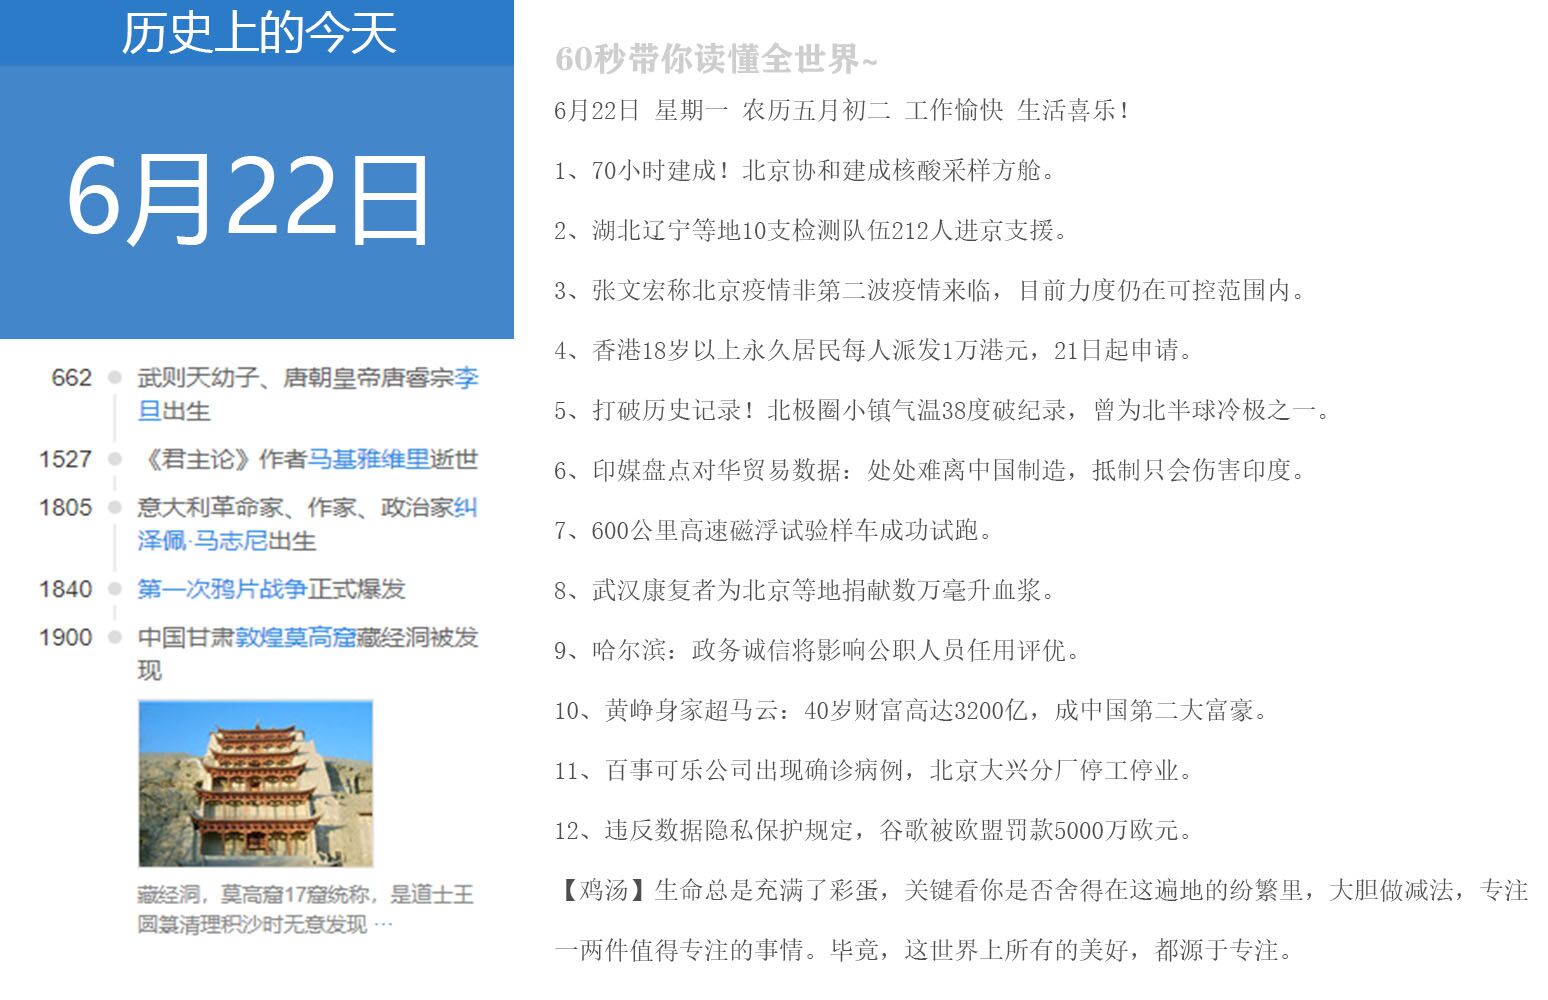 历史上的今天
6月22日
662 武则天幼子、唐朝皇帝唐睿宗李
旦出生
1527 《君主论》作者马基雅维里逝世
1805 意大利革命家、作家、政治家纠
泽佩·马志尼出生
1840 第一次鸦片战争正式爆发
1900 中国甘肃敦煌莫高窟藏经洞被发
现
藏经洞，莫高窟17窟统称，是道士王
圆箓清理积沙时无意发现 ···
60秒带你读懂全世界~
6月22日 星期一 农历五月初二 工作愉快 生活喜乐！
1、70小时建成！北京协和建成核酸采样方舱。
2、湖北辽宁等地10支检测队伍212人进京支援。
3、张文宏称北京疫情非第二波疫情来临，目前力度仍在可控范围内。
4、香港18岁以上永久居民每人派发1万港元，21日起申请。
5、打破历史记录！北极圈小镇气温38度破纪录，曾为北半球冷极之一。
6、印媒盘点对华贸易数据：处处难离中国制造，抵制只会伤害印度。
7、600公里高速磁浮试验样车成功试跑。
8、武汉康复者为北京等地捐献数万毫升血浆。
9、哈尔滨：政务诚信将影响公职人员任用评优。
10、黄峥身家超马云：40岁财富高达3200亿，成中国第二大富豪。
11、百事可乐公司出现确诊病例，北京大兴分厂停工停业。
12、违反数据隐私保护规定，谷歌被欧盟罚款5000万欧元。
【鸡汤】生命总是充满了彩蛋，关键看你是否舍得在这遍地的纷繁里，大胆做减法，专注
一两件值得专注的事情。毕竟，这世界上所有的美好，都源于专注。